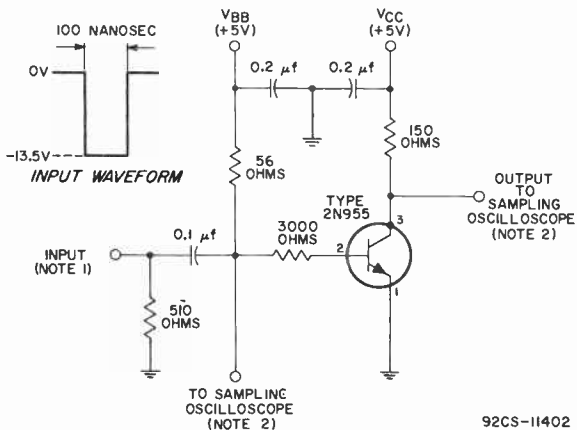 100 NANOSEC
0V
-13.5V
INPUT WAVEFORM
VBB
(+5V)
VCC
(+5V)
0.2 µf
0.2 µf
56
OHMS
150
OHMS
TYPE
2N955
3
2
1
OUTPUT
TO
SAMPLING
OSCILLOSCOPE
(NOTE 2)
3000
OHMS
0.1 µf
INPUT
(NOTE 1)
510
OHMS
TO SAMPLING
OSCILLOSCOPE
(NOTE 2)
92CS-11402